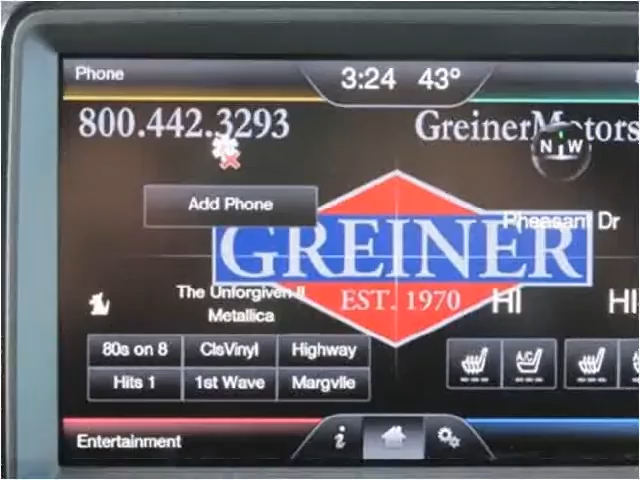 Phone
3:24 43°
800.442.3293
GreinerMotors
N W
Add Phone
Pheasant Dr
GREINER
EST. 1970
The Unforgiven II
Metallica
HI HI
80s on 8 ClsVinyl Highway
A/C
Hits 1 1st Wave Margvlle
Entertainment
i